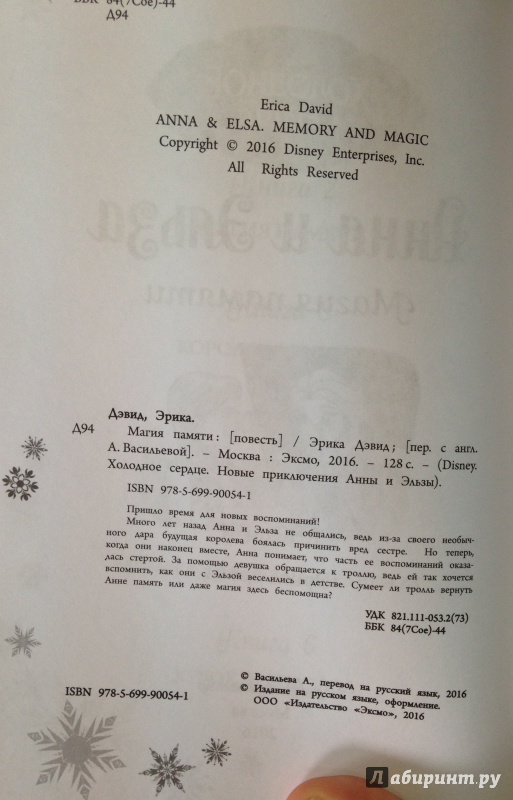 ББК 84(7Сое)-44
Д94
Erica David
ANNA & ELSA. MEMORY AND MAGIC
Copyright © 2016 Disney Enterprises, Inc.
All Rights Reserved
Дэвид, Эрика.
Д94 Магия памяти : [повесть] / Эрика Дэвид ; [пер. с англ.
А. Васильевой]. – Москва : Эксмо, 2016. – 128 с. – (Disney.
Холодное сердце. Новые приключения Анны и Эльзы).
ISBN 978-5-699-90054-1
Пришло время для новых воспоминаний!
Много лет назад Анна и Эльза не общались, ведь из-за своего необыч-
ного дара будущая королева боялась причинить вред сестре. Но теперь,
когда они наконец вместе, Анна понимает, что часть ее воспоминаний оказа-
лась стертой. За помощью девушка обращается к троллю, ведь ей так хочется
вспомнить, как они с Эльзой веселились в детстве. Сумеет ли тролль вернуть
Анне память или даже магия здесь беспомощна?
УДК 821.111-053.2(73)
ББК 84(7Сое)-44
© Васильева А., перевод на русский язык, 2016
© Издание на русском языке, оформление.
ООО «Издательство «Эксмо», 2016
ISBN 978-5-699-90054-1
Лабиринт.ру